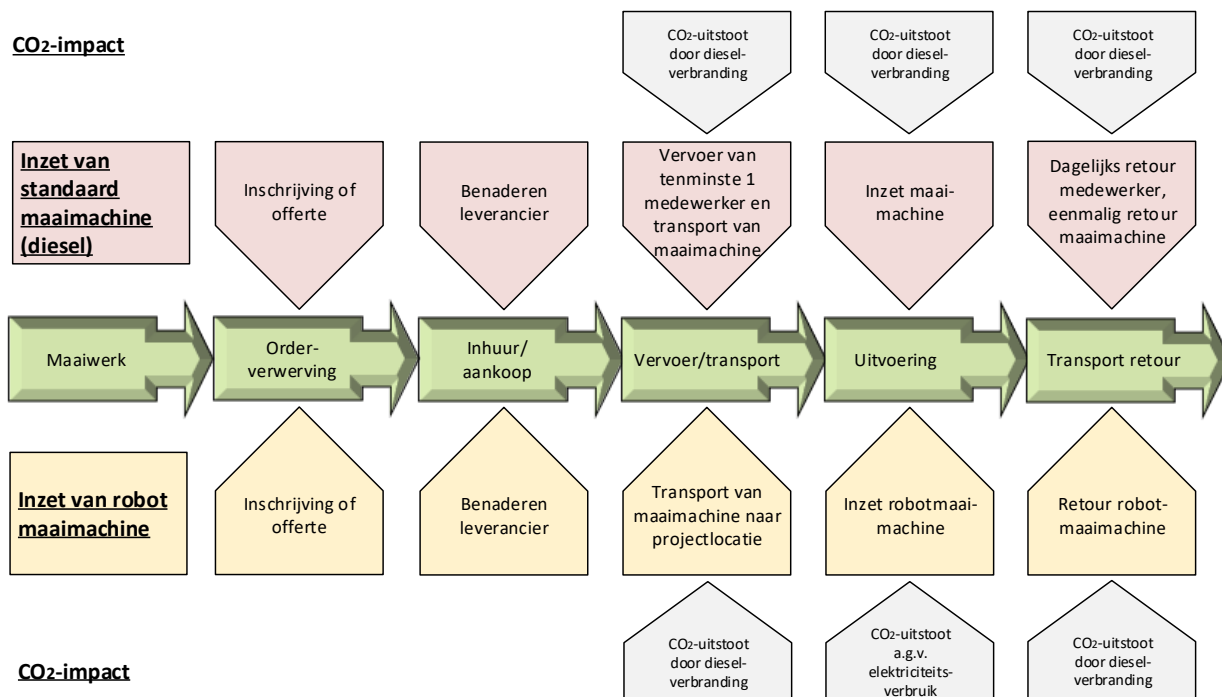 CO2-impact
CO2-uitstoot
door diesel-
verbranding
CO2-uitstoot
door diesel-
verbranding
CO2-uitstoot
door diesel-
verbranding
Inzet van
standaard
maaimachine
(diesel)
Inschrijving of
offerte
Benaderen
leverancier
Vervoer van
tenminste 1
medewerker en
transport van
maaimachine
Inzet maai-
machine
Dagelijks retour
medewerker,
eenmalig retour
maaimachine
Maaiwerk
Order-
verwerving
Inhuur/
aankoop
Vervoer/transport
Uitvoering
Transport retour
Inzet van robot
maaimachine
Inschrijving of
offerte
Benaderen
leverancier
Transport van
maaimachine naar
projectlocatie
Inzet robotmaai-
machine
Retour robot-
maaimachine
CO2-impact
CO2-uitstoot
door diesel-
verbranding
CO2-uitstoot
a.g.v.
elektriciteits-
verbruik
CO2-uitstoot
door diesel-
verbranding